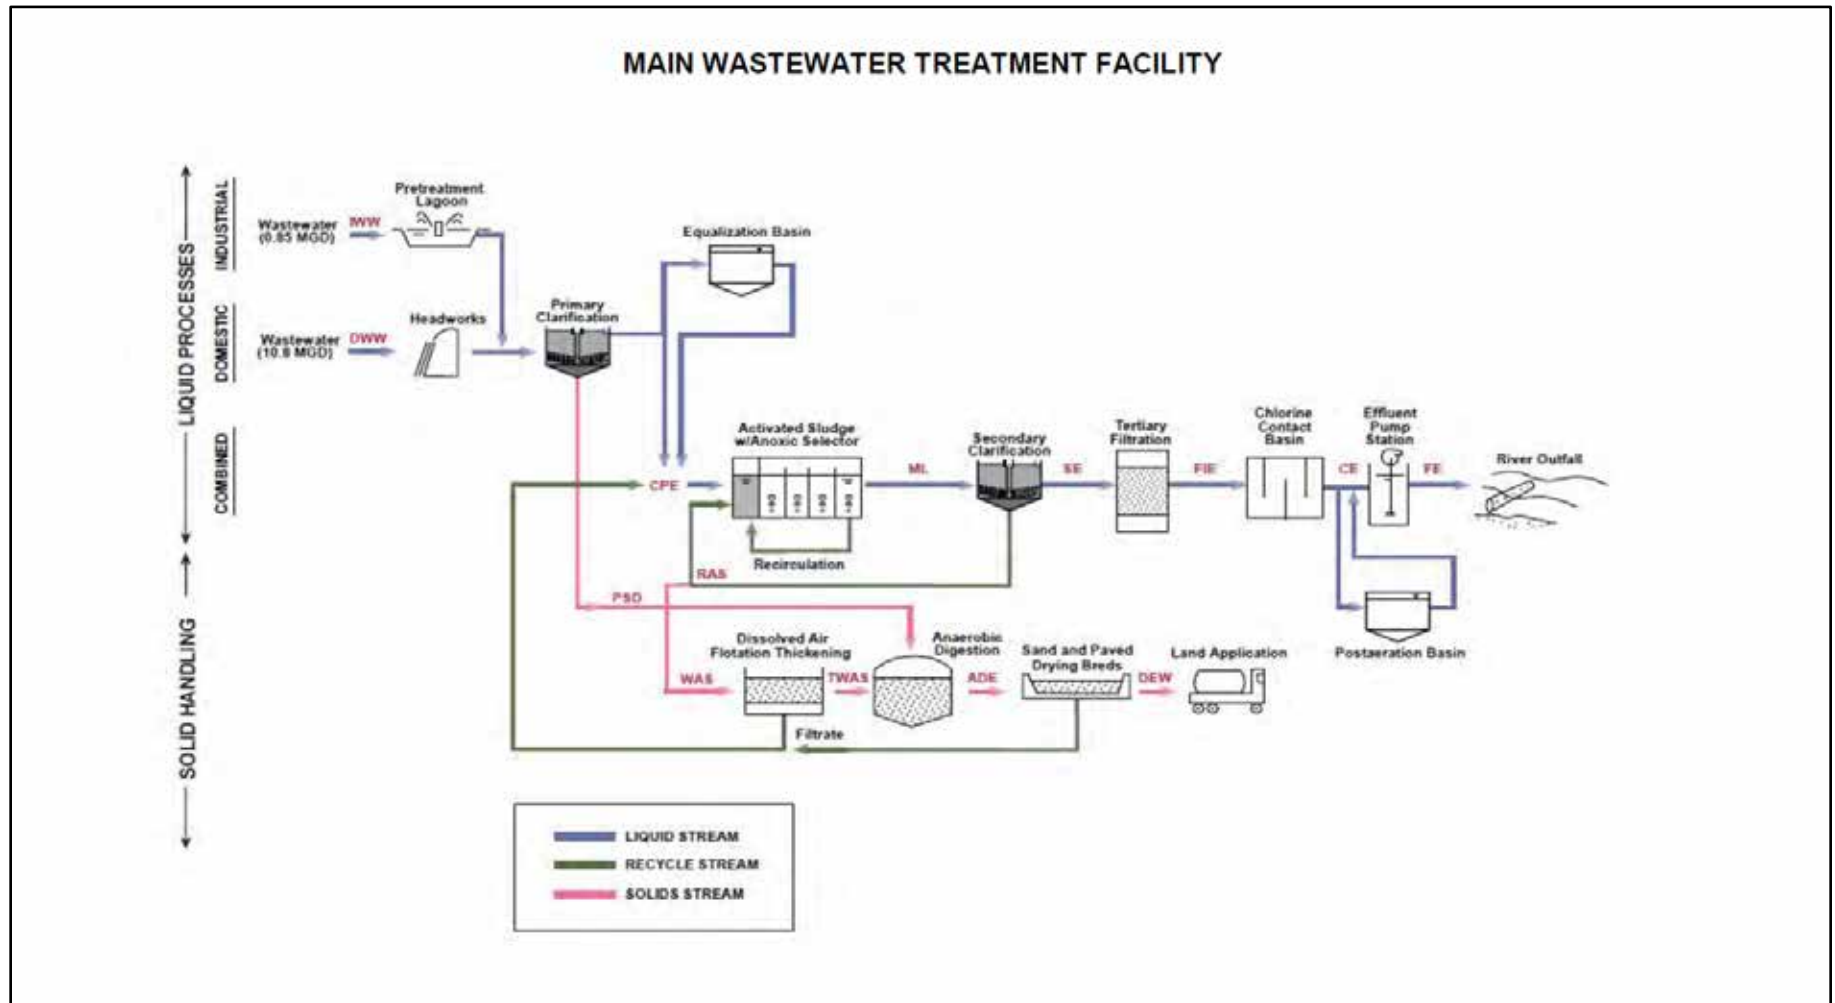 MAIN WASTEWATER TREATMENT FACILITY
LIQUID PROCESSES
SOLID HANDLING
INDUSTRIAL
DOMESTIC
COMBINED
Wastewater
(0.85 MGD)
IWW
Pretreatment
Lagoon
Wastewater
(10.8 MGD)
DWW
Headworks
Primary
Clarification
Equalization Basin
CPE
Activated Sludge
w/Anoxic Selector
Recirculation
ML
Secondary
Clarification
SE
Tertiary
Filtration
FIE
Chlorine
Contact
Basin
CE
Effluent
Pump
Station
FE
River Outfall
Postaeration Basin
RAS
PSD
WAS
Dissolved Air
Flotation Thickening
TWAS
Anaerobic
Digestion
ADE
Sand and Paved
Drying Breds
DEW
Land Application
Filtrate
LIQUID STREAM
RECYCLE STREAM
SOLIDS STREAM